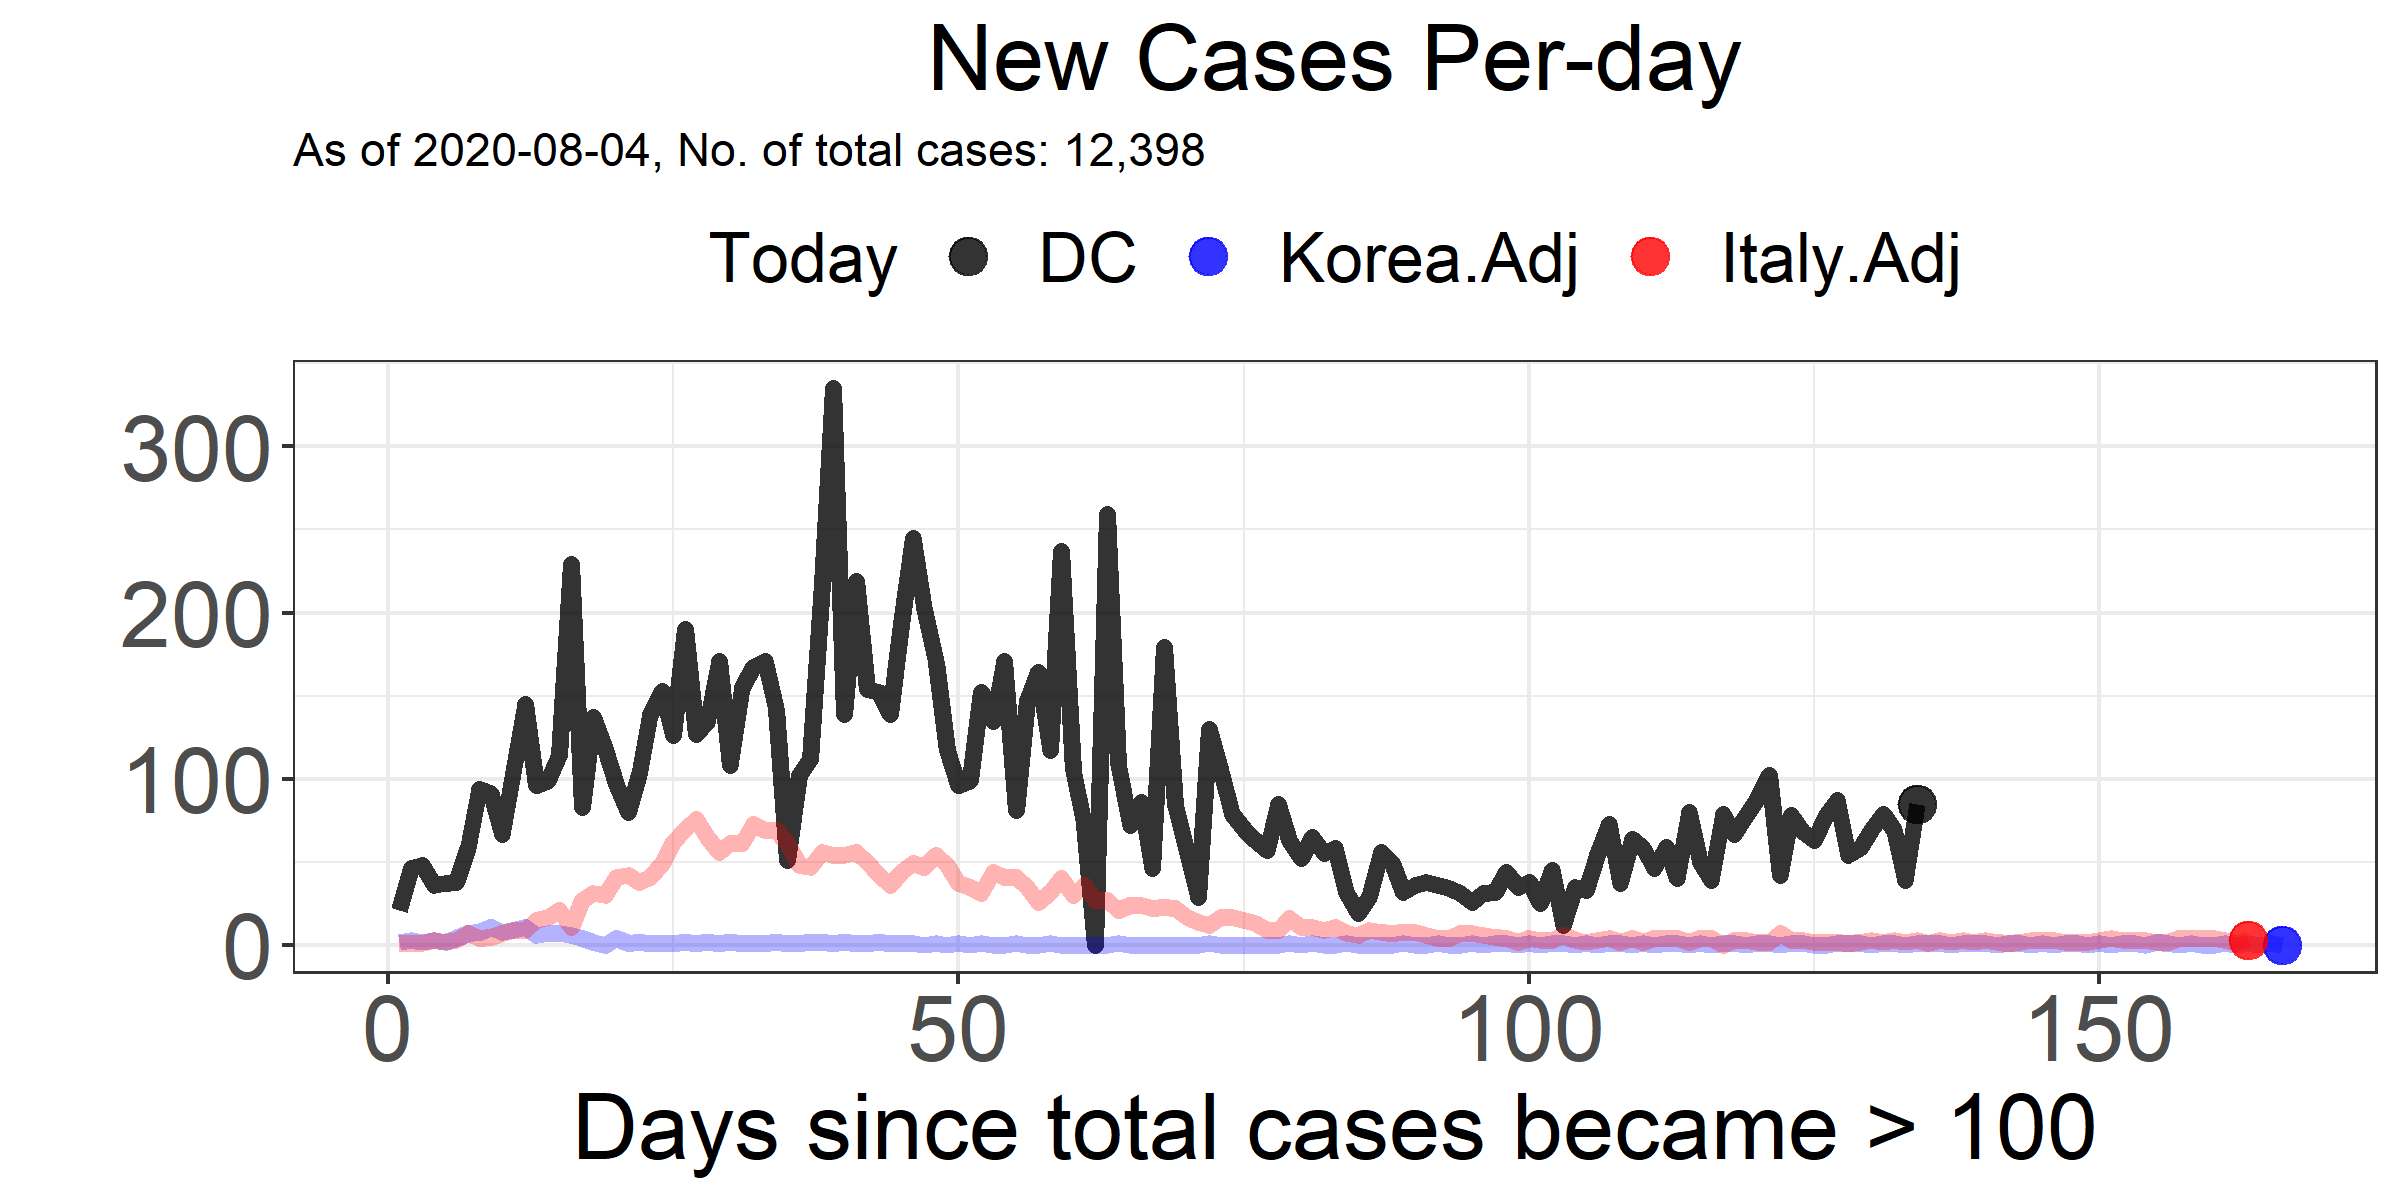 New Cases Per-day
As of 2020-08-04, No. of total cases: 12,398
Today DC Korea.Adj Italy.Adj
300
200
100
0
0 50 100 150
Days since total cases became > 100